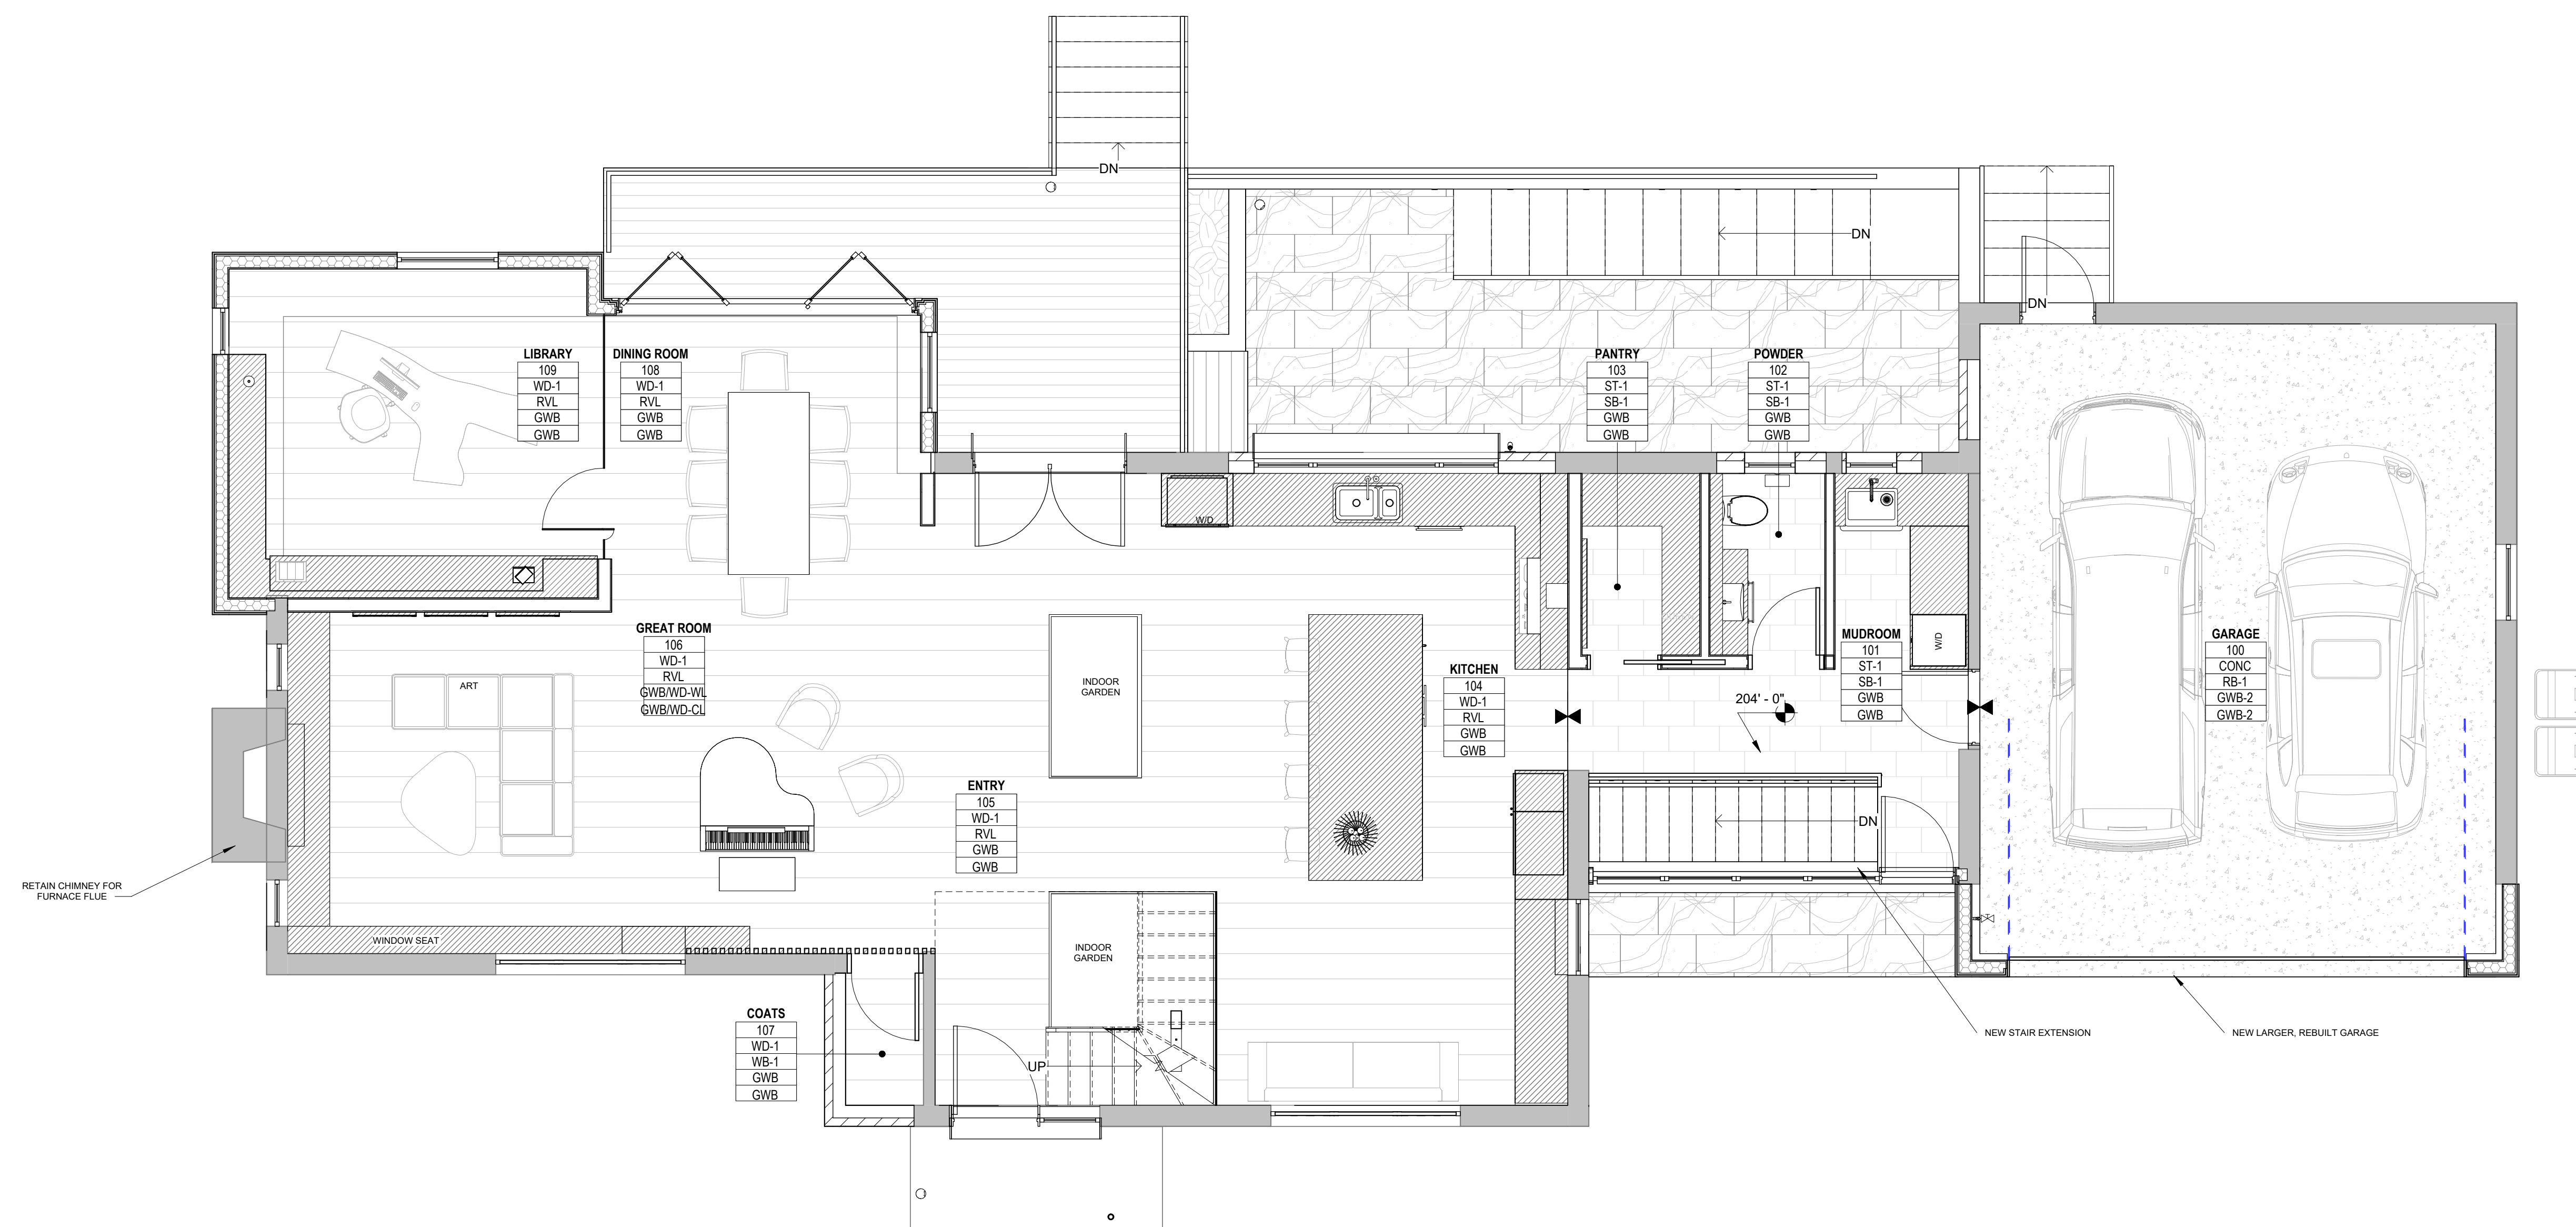 DN
DN
DN
LIBRARY
109
WD-1
RVL
GWB
GWB
DINING ROOM
108
WD-1
RVL
GWB
GWB
PANTRY
103
ST-1
SB-1
GWB
GWB
POWDER
102
ST-1
SB-1
GWB
GWB
W/D
GREAT ROOM
106
WD-1
RVL
GWB/WD-WL
GWB/WD-CL
ART
INDOOR
GARDEN
KITCHEN
104
WD-1
RVL
GWB
GWB
204' - 0"
MUDROOM
101
ST-1
SB-1
GWB
GWB
W/D
GARAGE
100
CONC
RB-1
GWB-2
GWB-2
ENTRY
105
WD-1
RVL
GWB
GWB
DN
RETAIN CHIMNEY FOR
FURNACE FLUE
WINDOW SEAT
INDOOR
GARDEN
COATS
107
WD-1
WB-1
GWB
GWB
UP
NEW STAIR EXTENSION
NEW LARGER, REBUILT GARAGE